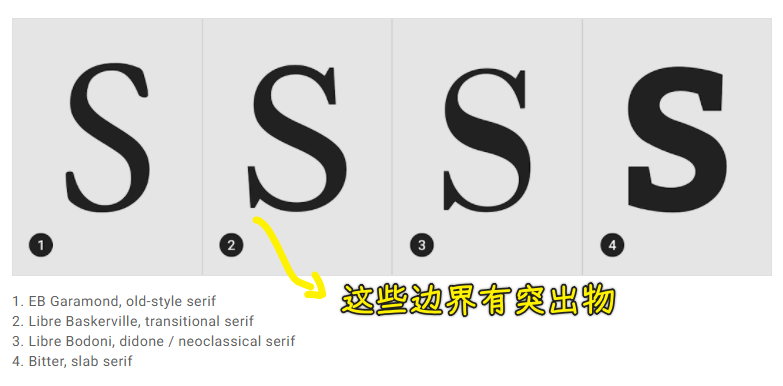 S S S S
1 2 3 4
这些边界有突出物
1. EB Garamond, old-style serif
2. Libre Baskerville, transitional serif
3. Libre Bodoni, didone / neoclassical serif
4. Bitter, slab serif